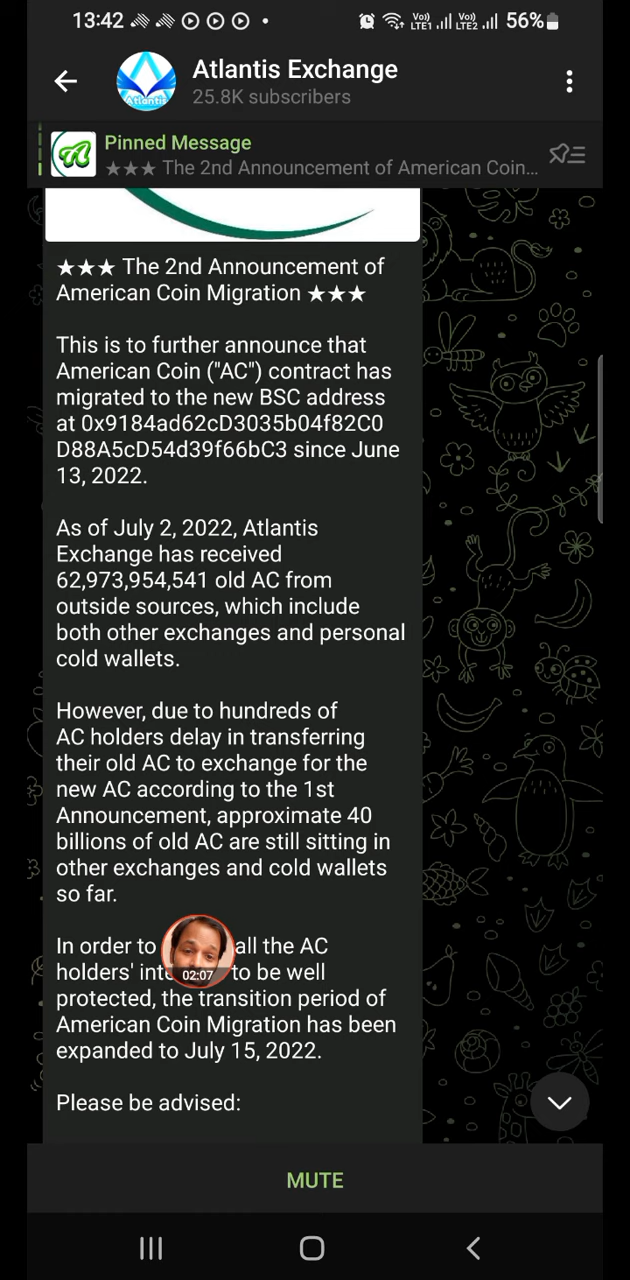 13:42
Vo)) LTE1
Vo)) LTE2
56%
Atlantis Exchange
25.8K subscribers
Atlantis
Pinned Message
★★★ The 2nd Announcement of American Coin...
★★★ The 2nd Announcement of
American Coin Migration ★★★
This is to further announce that
American Coin ("AC") contract has
migrated to the new BSC address
at 0x9184ad62cD3035b04f82C0
D88A5cD54d39f66bC3 since June
13, 2022.
As of July 2, 2022, Atlantis
Exchange has received
62,973,954,541 old AC from
outside sources, which include
both other exchanges and personal
cold wallets.
However, due to hundreds of
AC holders delay in transferring
their old AC to exchange for the
new AC according to the 1st
Announcement, approximate 40
billions of old AC are still sitting in
other exchanges and cold wallets
so far.
In order to all the AC
holders' to be well
02:07
protected, the transition period of
American Coin Migration has been
expanded to July 15, 2022.
Please be advised:
MUTE